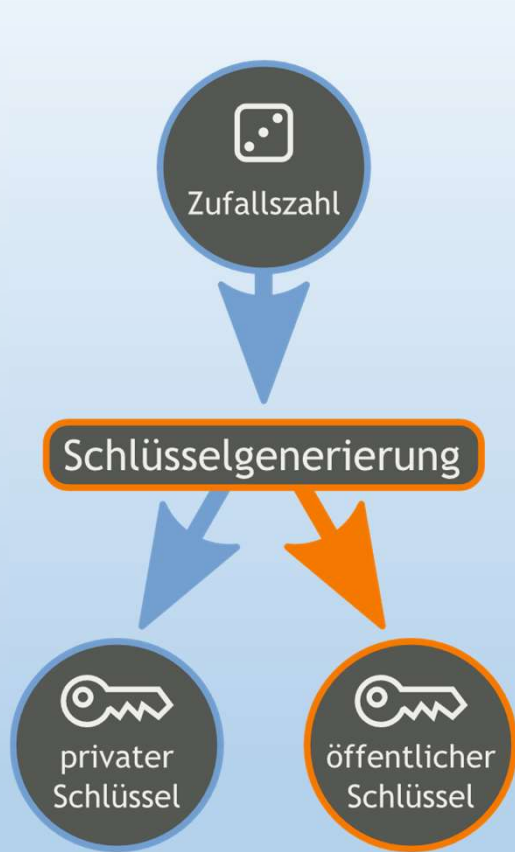 Zufallszahl
Schlüsselgenerierung
privater
Schlüssel
öffentlicher
Schlüssel